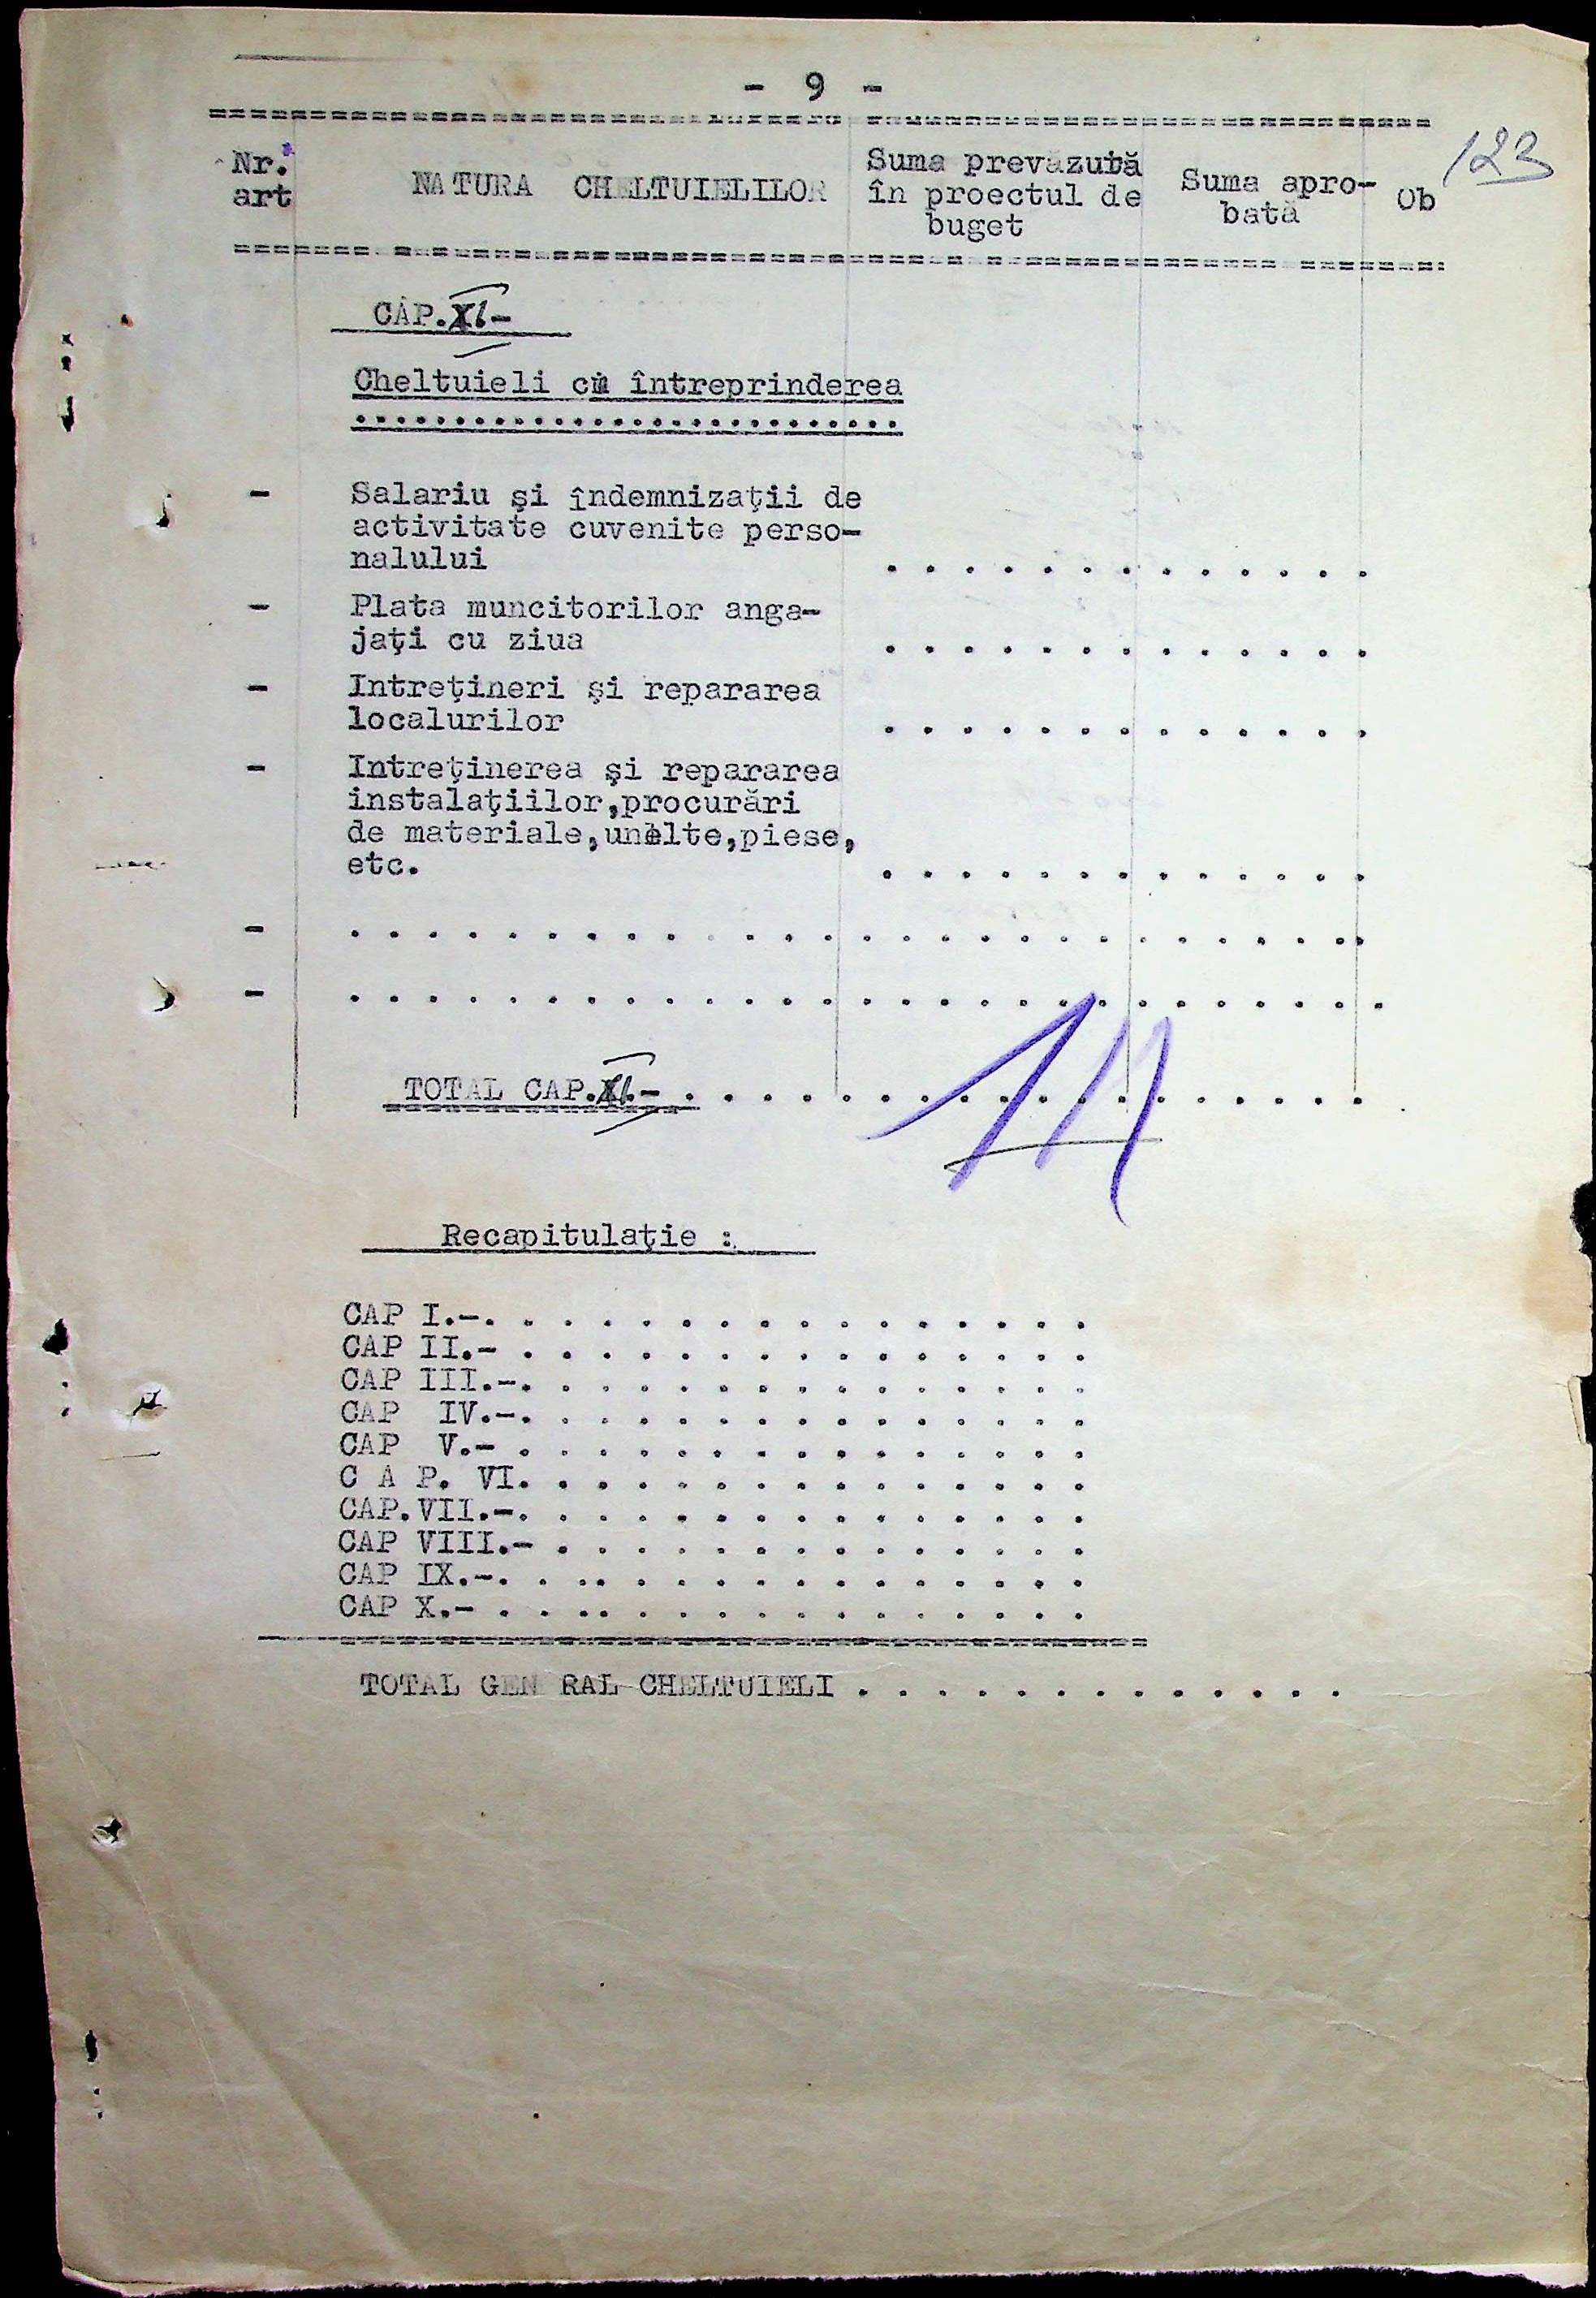 - 9 -
123
Nr. art NATURA CHELTUIELILOR Suma prevăzută în proectul de buget Suma aprobată Ob
CAP.XI-
Cheltuieli cu întreprinderea
............................
- Salariu şi îndemnizaţii de
activitate cuvenite perso-
nalului . . . . . . . . . . . . .
- Plata muncitorilor anga-
jaţi cu ziua . . . . . . . . . . . . .
- Intreţineri şi repararea
localurilor . . . . . . . . . . . . .
- Intreţinerea şi repararea
instalaţiilor,procurări
de materiale,unelte,piese,
etc. . . . . . . . . . . . . .
- . . . . . . . . . . . . . . . . . . . . . . . . . . .
- . . . . . . . . . . . . . . . . . . . . . . . . . . .
TOTAL CAP.XI.- . . . . . . . . . . . . . . . . . .
Recapitulaţie :
CAP I.-. . . . . . . . . . . . . . . .
CAP II.- . . . . . . . . . . . . . . .
CAP III.-. . . . . . . . . . . . . . .
CAP IV.-. . . . . . . . . . . . . . .
CAP V.- . . . . . . . . . . . . . . .
C A P. VI. . . . . . . . . . . . . . .
CAP.VII.-. . . . . . . . . . . . . . .
CAP VIII.- . . . . . . . . . . . . . .
CAP IX.-. . . .. . . . . . . . . . . . .
CAP X.- . . . .. . . . . . . . . . . . .
TOTAL GEN RAL CHELTUIELI . . . . . . . . . . . . .